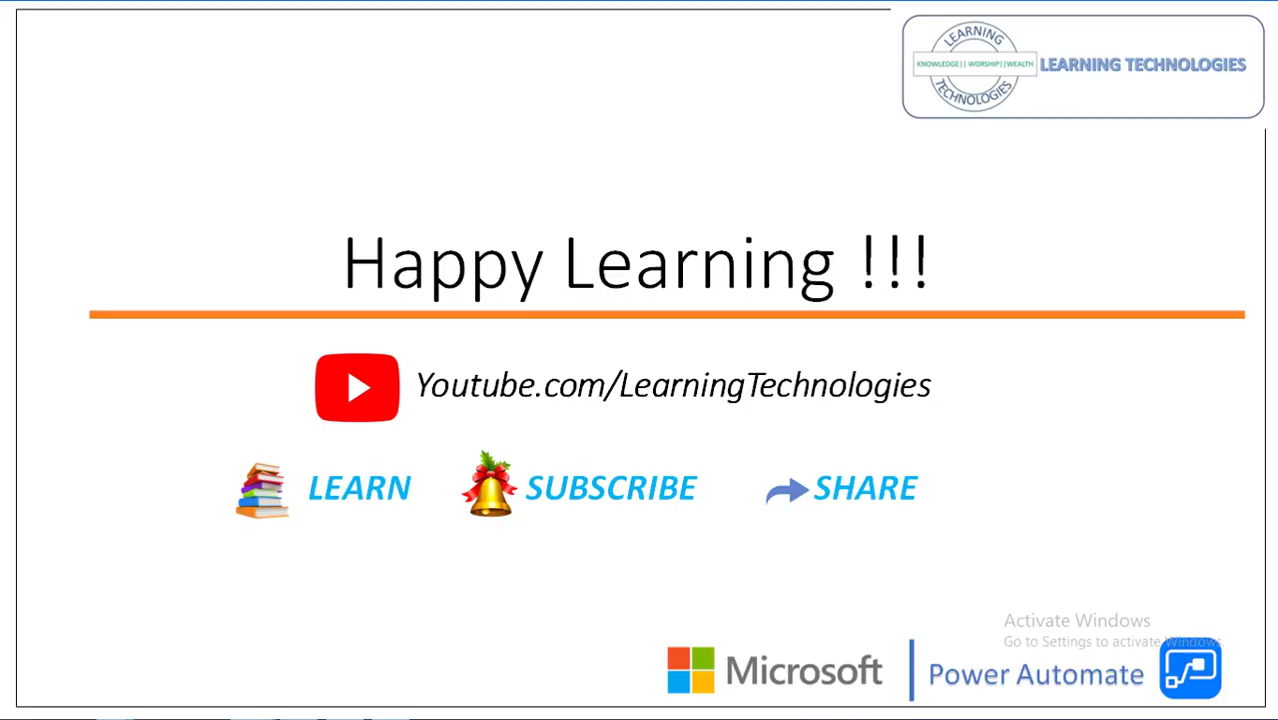 LEARNING
KNOWLEDGE|| WORSHIP||WEALTH
TECHNOLOGIES
LEARNING TECHNOLOGIES
Happy Learning !!!
Youtube.com/LearningTechnologies
LEARN
SUBSCRIBE
SHARE
Activate Windows
Go to Settings to activate Windows.
Microsoft
Power Automate